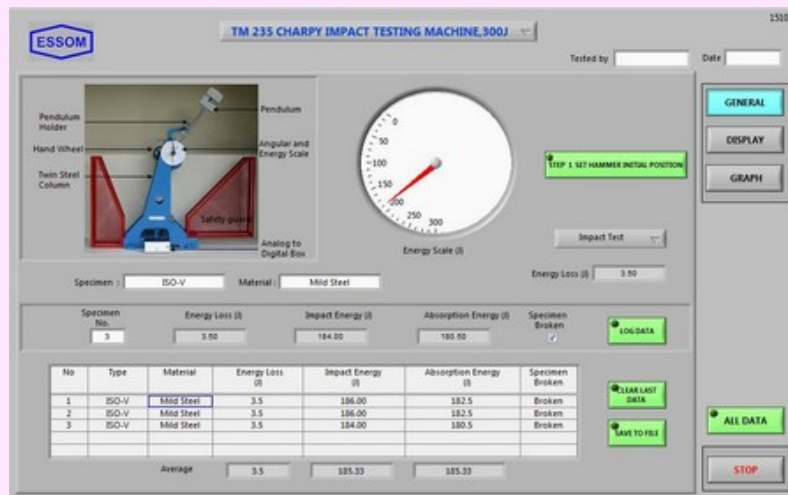 1510
ESSOM
TM 235 CHARPY IMPACT TESTING MACHINE,300J
Tested by
Date
Pendulum
Holder
Hand Wheel
Twin Steel
Column
Pendulum
Angular and
Energy Scale
Safety guard
Analog to
Digital Box
0
50
100
150
200
250
300
Energy Scale (J)
STEP 1 SET HAMMER INITIAL POSITION
Impact Test
Energy Loss (J) 3.50
GENERAL
DISPLAY
GRAPH
Specimen : ISO-V Material : Mild Steel
Specimen No. Energy Loss (J) Impact Energy (J) Absorption Energy (J) Specimen Broken
3 3.50 184.00 180.50
LOG DATA
No Type Material Energy Loss (J) Impact Energy (J) Absorption Energy (J) Specimen Broken
1 ISO-V Mild Steel 3.5 186.00 182.5 Broken
2 ISO-V Mild Steel 3.5 186.00 182.5 Broken
3 ISO-V Mild Steel 3.5 184.00 180.5 Broken
Average 3.5 185.33 185.33
CLEAR LAST
DATA
SAVE TO FILE
ALL DATA
STOP